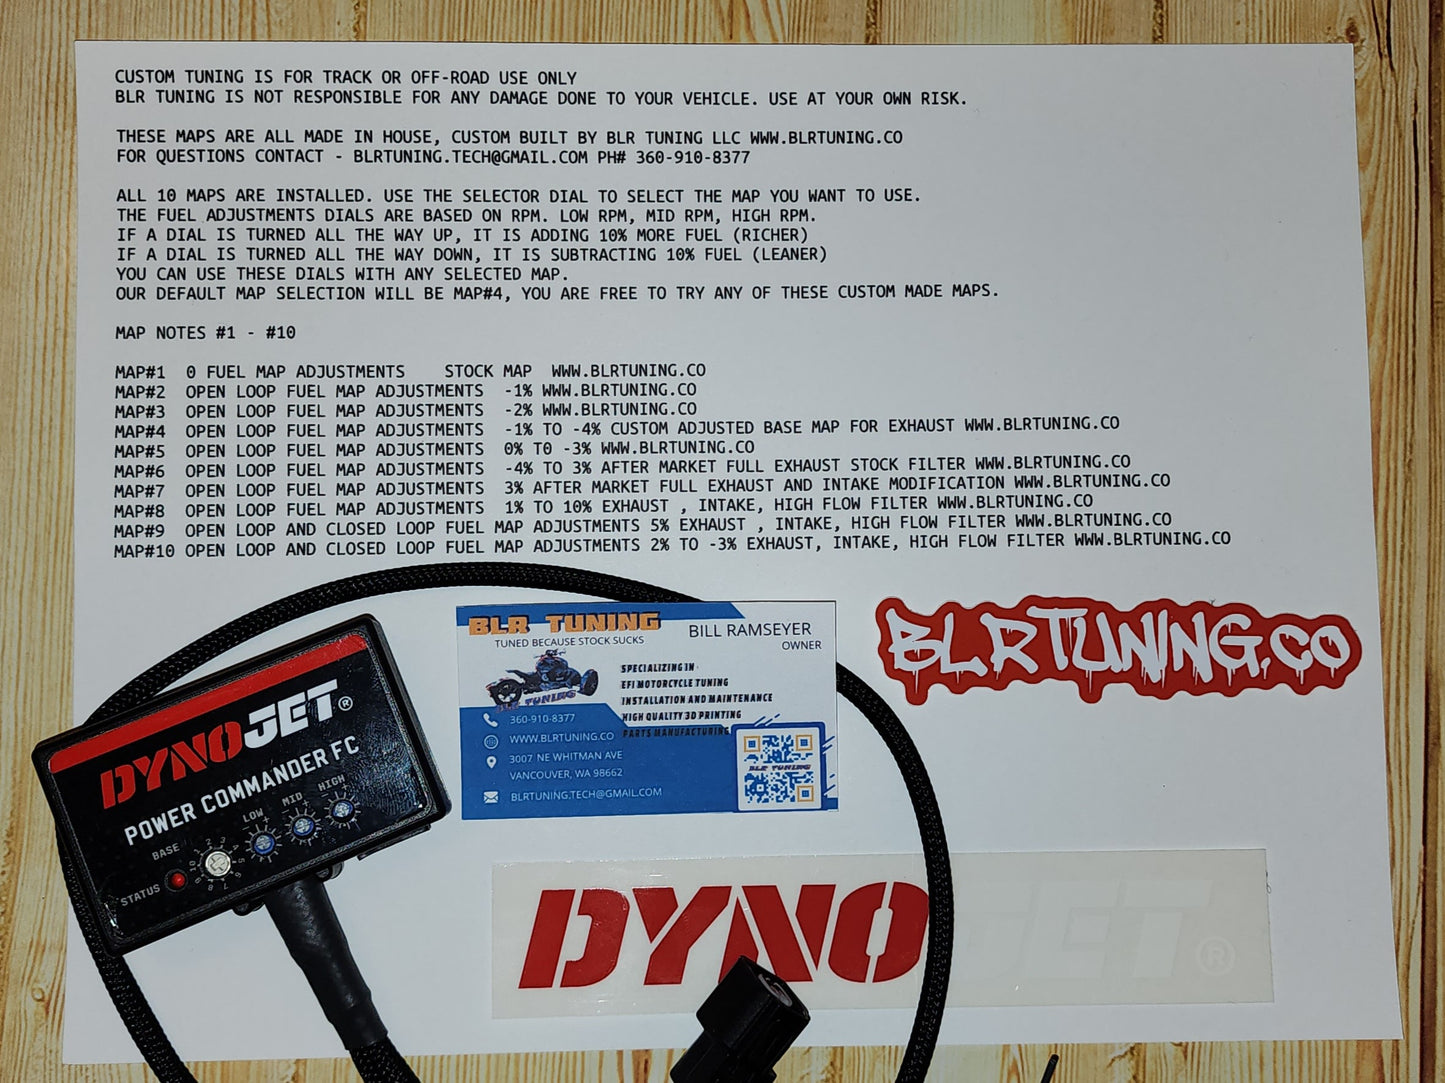 CUSTOM TUNING IS FOR TRACK OR OFF-ROAD USE ONLY
BLR TUNING IS NOT RESPONSIBLE FOR ANY DAMAGE DONE TO YOUR VEHICLE. USE AT YOUR OWN RISK.
THESE MAPS ARE ALL MADE IN HOUSE, CUSTOM BUILT BY BLR TUNING LLC WWW.BLRTUNING.CO
FOR QUESTIONS CONTACT - BLRTUNING.TECH@GMAIL.COM PH# 360-910-8377
ALL 10 MAPS ARE INSTALLED. USE THE SELECTOR DIAL TO SELECT THE MAP YOU WANT TO USE.
THE FUEL ADJUSTMENTS DIALS ARE BASED ON RPM. LOW RPM, MID RPM, HIGH RPM.
IF A DIAL IS TURNED ALL THE WAY UP, IT IS ADDING 10% MORE FUEL (RICHER)
IF A DIAL IS TURNED ALL THE WAY DOWN, IT IS SUBTRACTING 10% FUEL (LEANER)
YOU CAN USE THESE DIALS WITH ANY SELECTED MAP.
OUR DEFAULT MAP SELECTION WILL BE MAP#4, YOU ARE FREE TO TRY ANY OF THESE CUSTOM MADE MAPS.
MAP NOTES #1 - #10
MAP#1 0 FUEL MAP ADJUSTMENTS STOCK MAP WWW.BLRTUNING.CO
MAP#2 OPEN LOOP FUEL MAP ADJUSTMENTS -1% WWW.BLRTUNING.CO
MAP#3 OPEN LOOP FUEL MAP ADJUSTMENTS -2% WWW.BLRTUNING.CO
MAP#4 OPEN LOOP FUEL MAP ADJUSTMENTS -1% TO -4% CUSTOM ADJUSTED BASE MAP FOR EXHAUST WWW.BLRTUNING.CO
MAP#5 OPEN LOOP FUEL MAP ADJUSTMENTS 0% T0 -3% WWW.BLRTUNING.CO
MAP#6 OPEN LOOP FUEL MAP ADJUSTMENTS -4% TO 3% AFTER MARKET FULL EXHAUST STOCK FILTER WWW.BLRTUNING.CO
MAP#7 OPEN LOOP FUEL MAP ADJUSTMENTS 3% AFTER MARKET FULL EXHAUST AND INTAKE MODIFICATION WWW.BLRTUNING.CO
MAP#8 OPEN LOOP FUEL MAP ADJUSTMENTS 1% TO 10% EXHAUST , INTAKE, HIGH FLOW FILTER WWW.BLRTUNING.CO
MAP#9 OPEN LOOP AND CLOSED LOOP FUEL MAP ADJUSTMENTS 5% EXHAUST , INTAKE, HIGH FLOW FILTER WWW.BLRTUNING.CO
MAP#10 OPEN LOOP AND CLOSED LOOP FUEL MAP ADJUSTMENTS 2% TO -3% EXHAUST, INTAKE, HIGH FLOW FILTER WWW.BLRTUNING.CO
DYNOJET®
POWER COMMANDER FC
LOW MID HIGH
BASE
STATUS
BLR TUNING
TUNED BECAUSE STOCK SUCKS
BILL RAMSEYER
OWNER
SPECIALIZING IN
EFI MOTORCYCLE TUNING
INSTALLATION AND MAINTENANCE
HIGH QUALITY 3D PRINTING
PARTS MANUFACTURING
BLR TUNING
360-910-8377
WWW.BLRTUNING.CO
3007 NE WHITMAN AVE
VANCOUVER, WA 98662
BLRTUNING.TECH@GMAIL.COM
BLR TUNING
BLRTUNING.CO
DYNOJET®